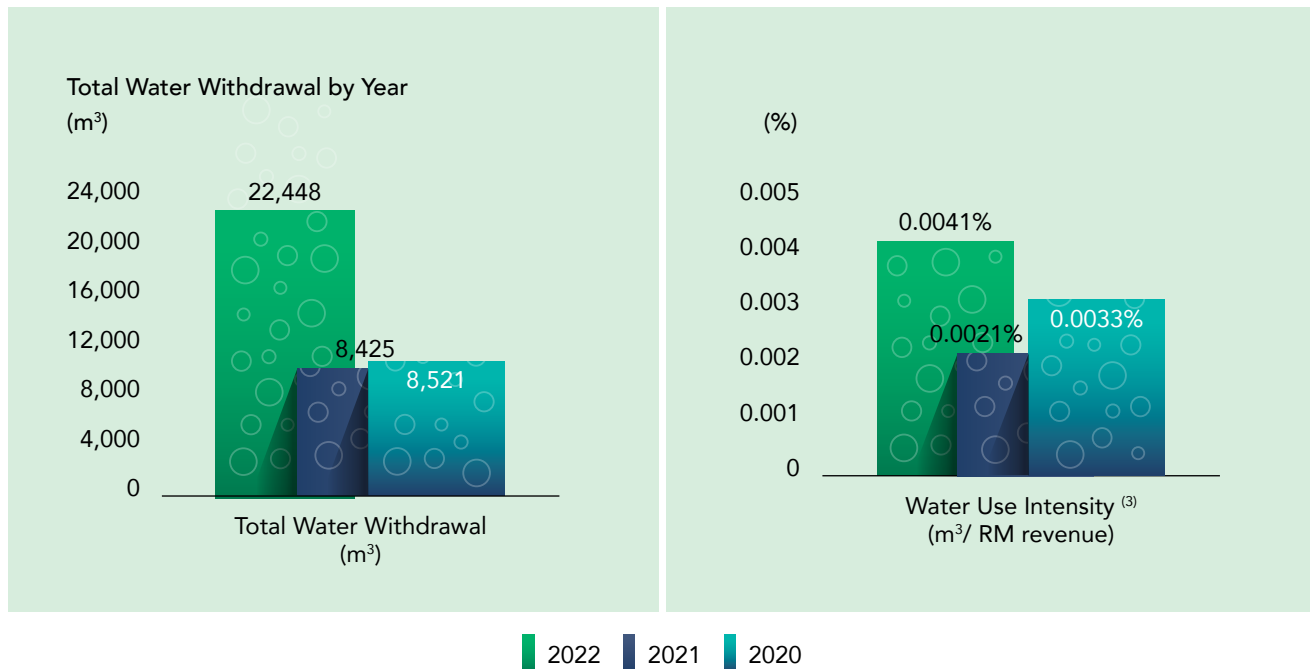 Total Water Withdrawal by Year
(m³)
24,000
20,000
16,000
12,000
8,000
4,000
0
22,448
8,425
8,521
Total Water Withdrawal
(m³)
(%)
0.005
0.004
0.003
0.002
0.001
0
0.0041%
0.0021%
0.0033%
Water Use Intensity (3)
(m³/ RM revenue)
2022 2021 2020